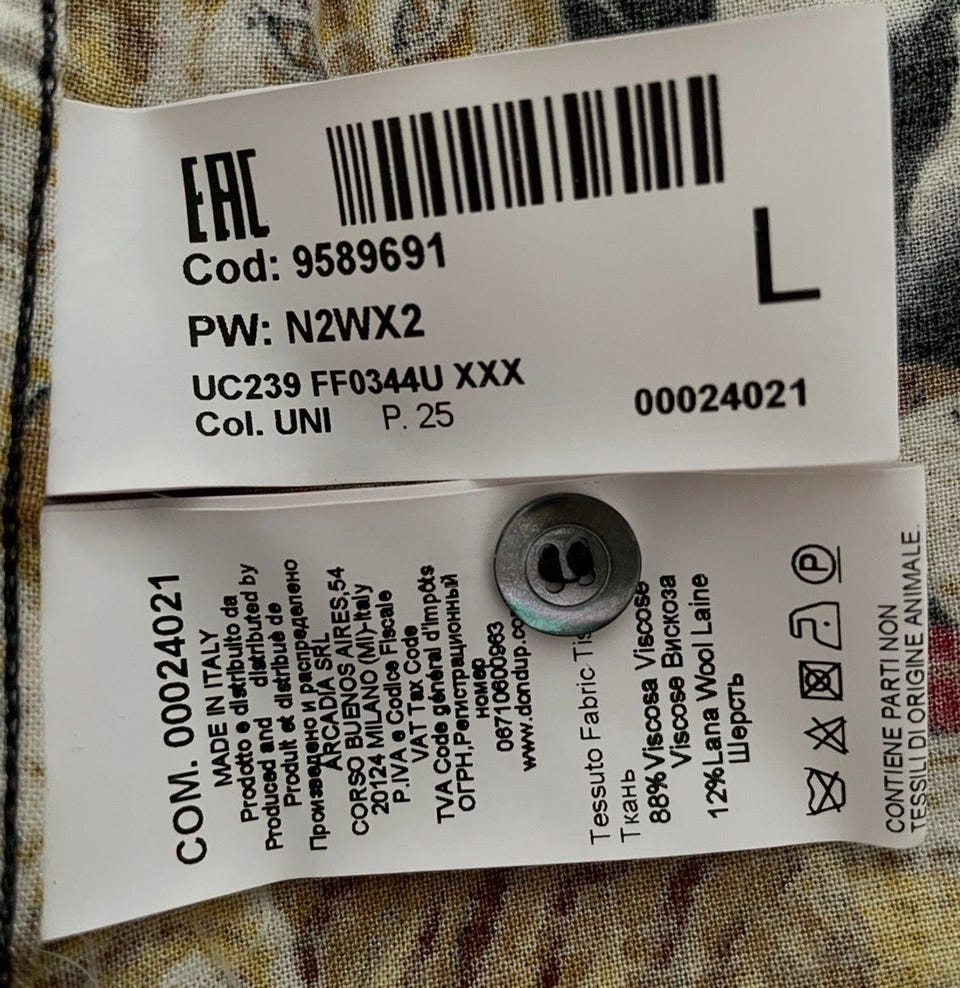 EAC
Cod: 9589691
PW: N2WX2
UC239 FF0344U XXX
Col. UNI P. 25
L
00024021
COM. 00024021
MADE IN ITALY
Prodotto e distribuito da
Produced and distributed by
Produit et distribué de
Произведено и распределено
ARCADIA SRL
CORSO BUENOS AIRES,54
20124 MILANO (MI)-Italy
P.IVA e Codice Fiscale
VAT Tax Code
TVA,Code général d'Impôts
ОГРН,Регистрационный
номер
06710600963
www.dondup.co
Tessuto Fabric Tis
Ткань
88%Viscosa Viscose
Viscose Вискоза
12%Lana Wool Laine
Шерсть
P
CONTIENE PARTI NON
TESSILI DI ORIGINE ANIMALE.